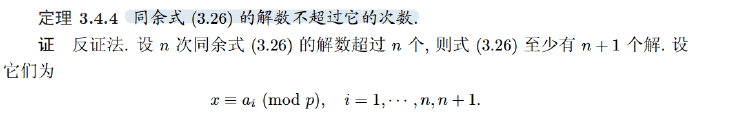 定理 3.4.4 同余式 (3.26) 的解数不超过它的次数.
证 反证法. 设 n 次同余式 (3.26) 的解数超过 n 个, 则式 (3.26) 至少有 n + 1 个解. 设
它们为
x ≡ a_i (mod p), i = 1, ⋯ , n, n + 1.